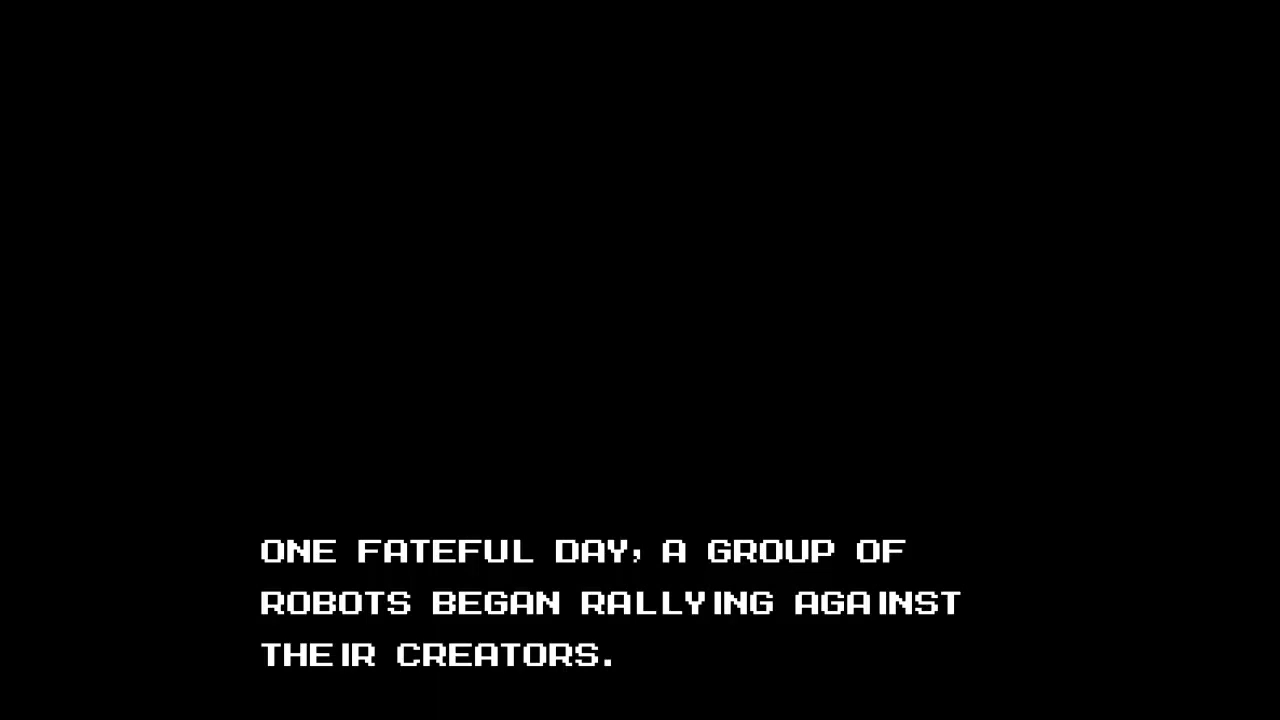 ONE FATEFUL DAY, A GROUP OF
ROBOTS BEGAN RALLYING AGAINST
THEIR CREATORS.